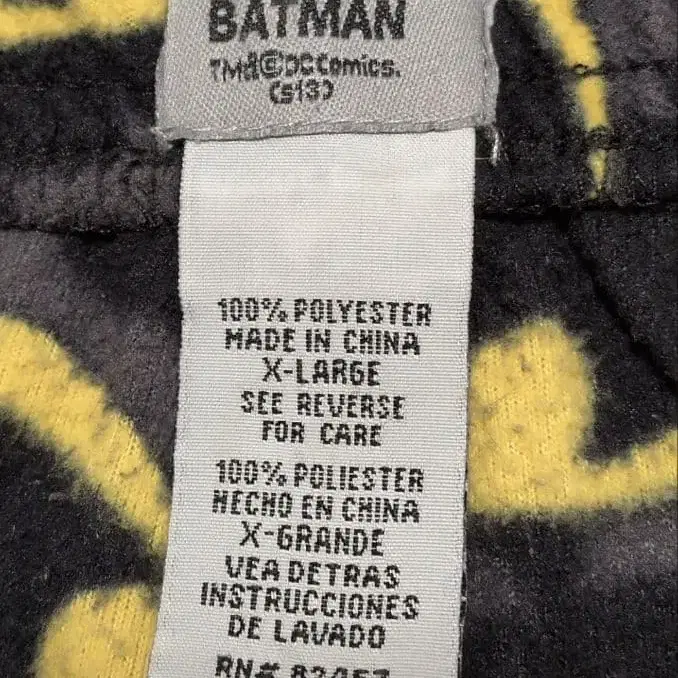 BATMAN
TM&©DC Comics.
(s13)
100% POLYESTER
MADE IN CHINA
X-LARGE
SEE REVERSE
FOR CARE
100% POLIESTER
HECHO EN CHINA
X-GRANDE
VEA DETRAS
INSTRUCCIONES
DE LAVADO
RN#